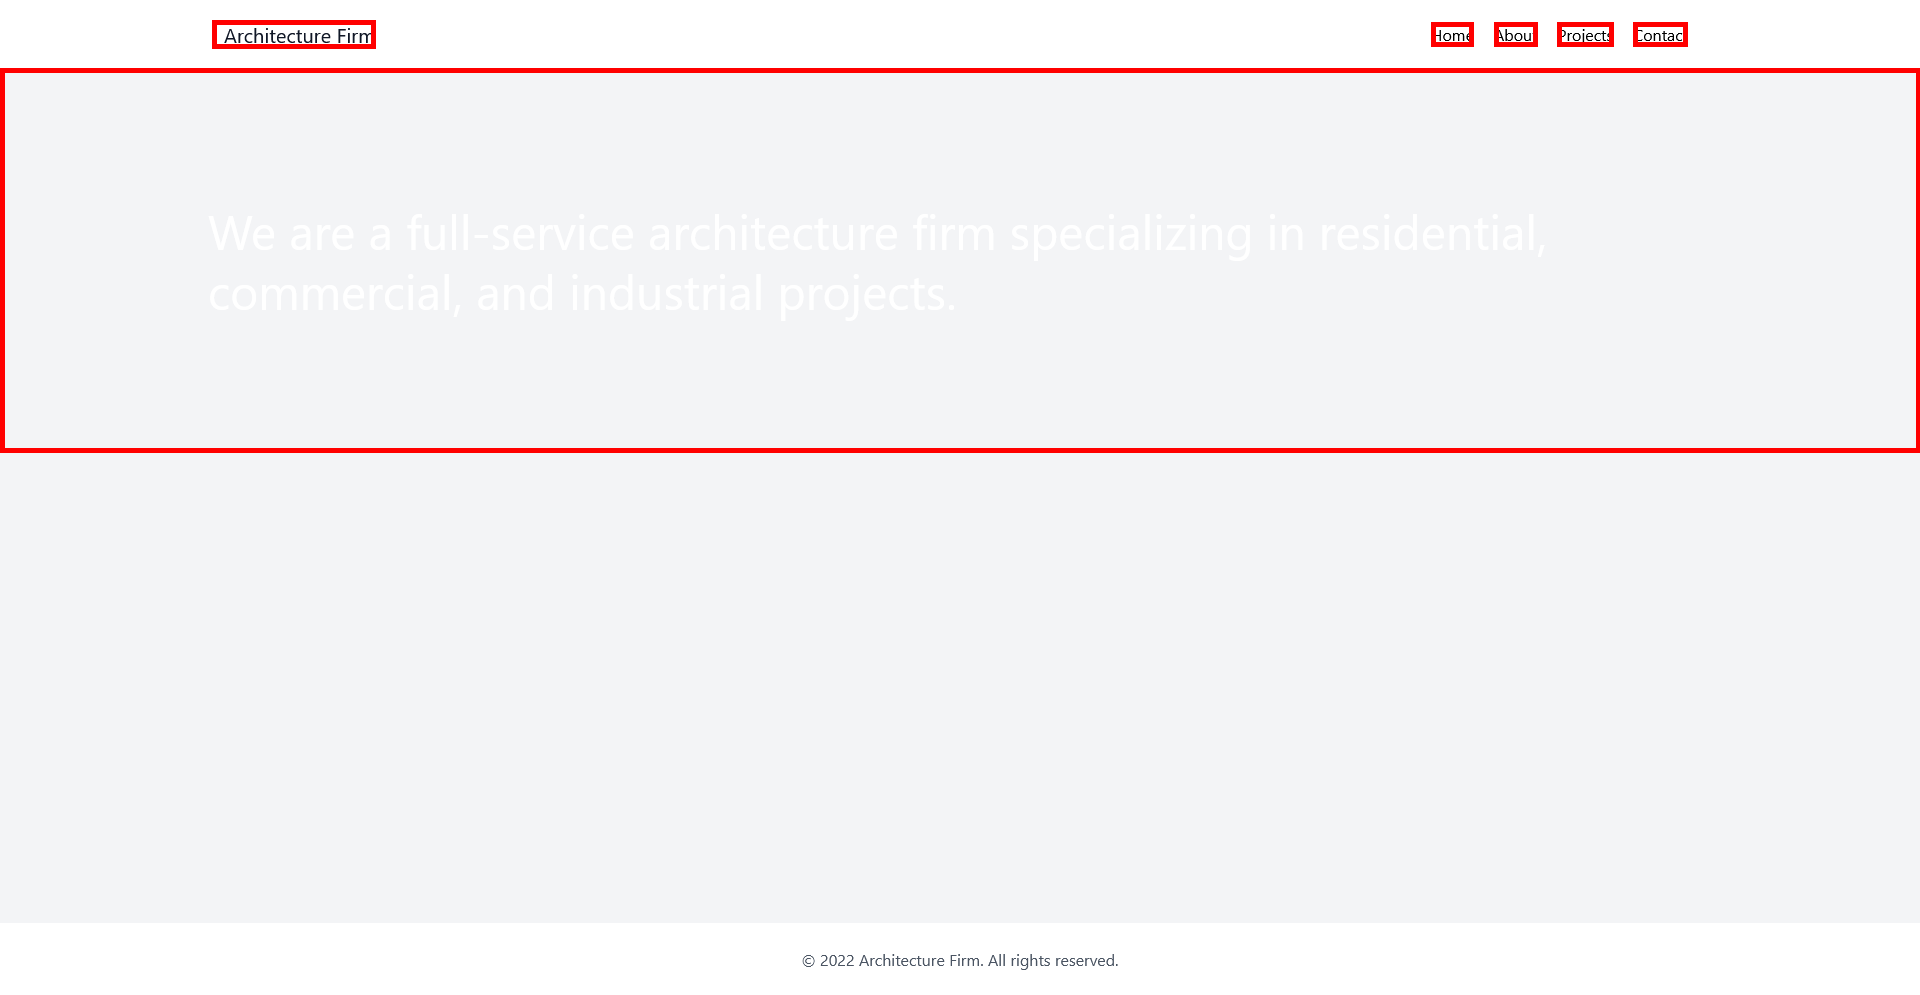 Architecture Firm
Home About Projects Contact
We are a full-service architecture firm specializing in residential,
commercial, and industrial projects.
© 2022 Architecture Firm. All rights reserved.